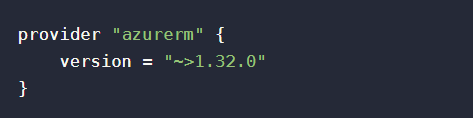 provider "azurerm" {
    version = "~>1.32.0"
}